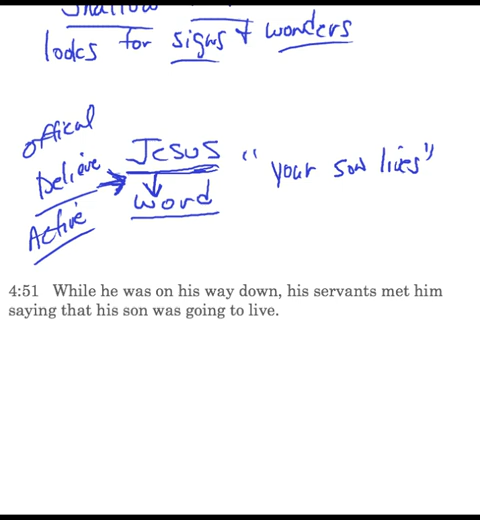 Shallow
looks for signs & wonders
offical
believe
Active
Jesus
word
"your son lives"
4:51 While he was on his way down, his servants met him
saying that his son was going to live.